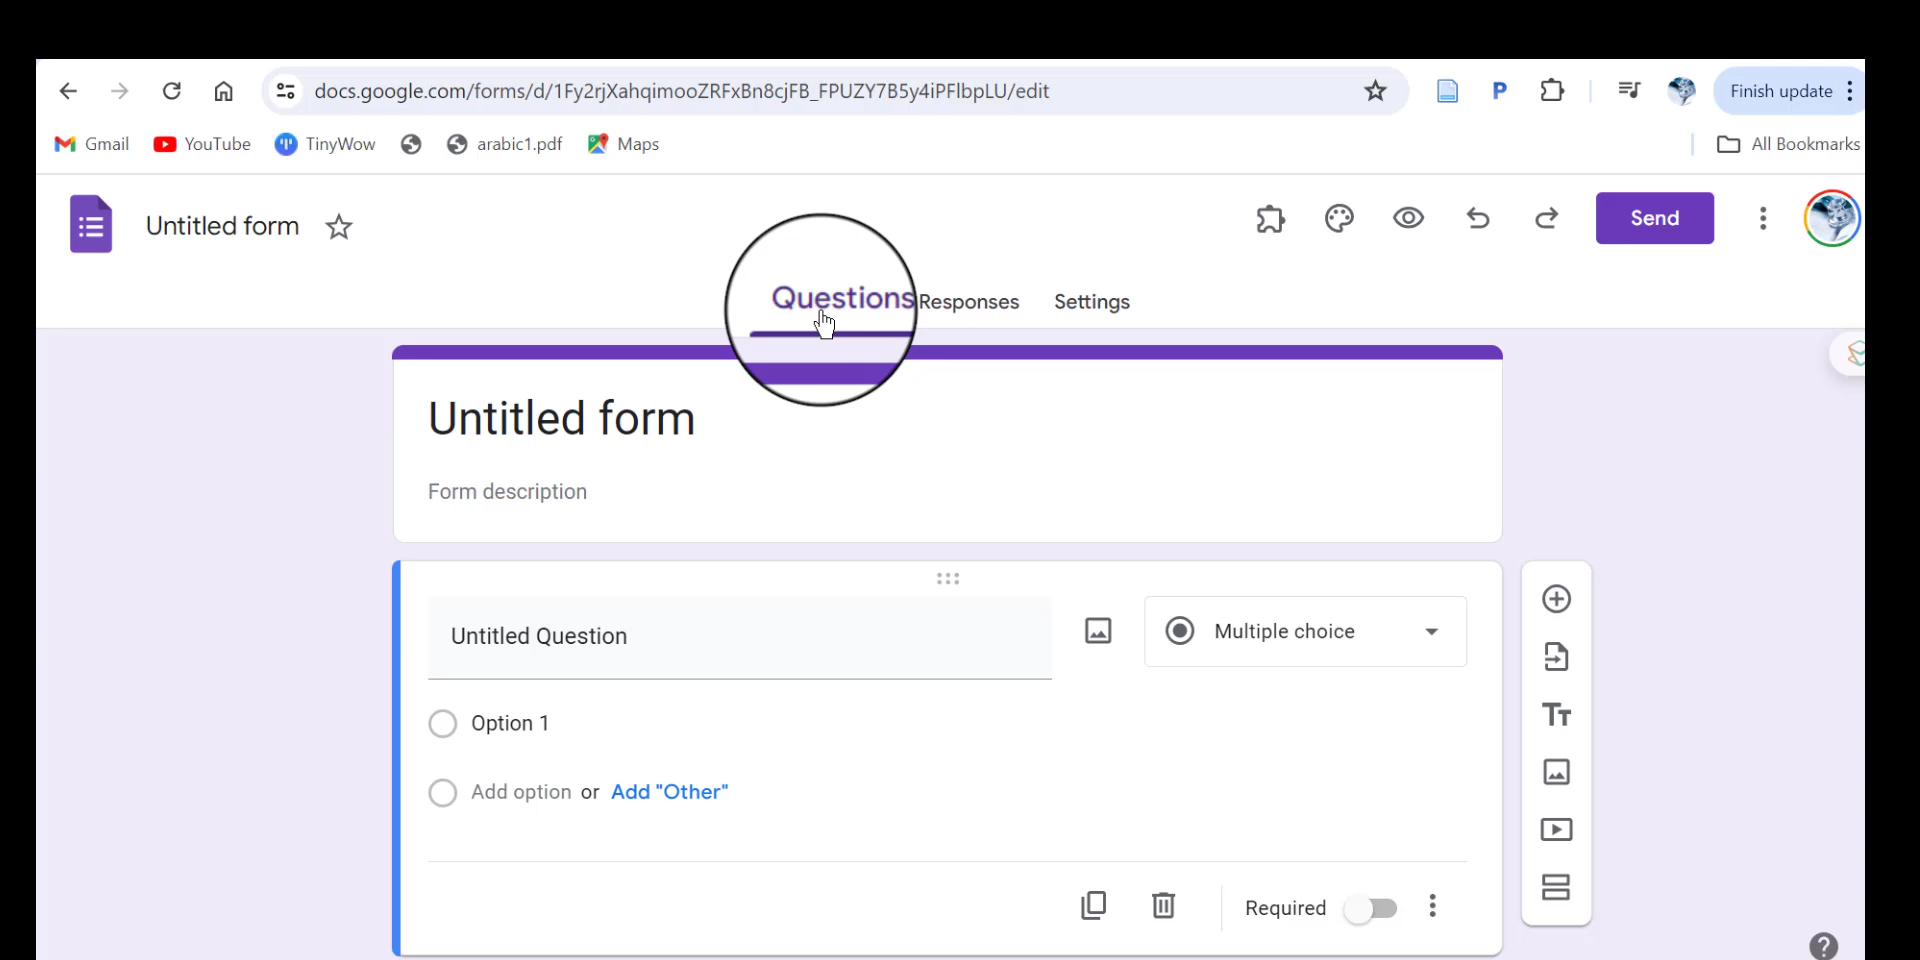 docs.google.com/forms/d/1Fy2rjXahqimooZRFxBn8cjFB_FPUZY7B5y4iPFlbpLU/edit
P
Finish update
Gmail
YouTube
TinyWow
arabic1.pdf
Maps
All Bookmarks
Untitled form
Send
Questions
Responses
Settings
Untitled form
Form description
Untitled Question
Multiple choice
Option 1
Add option or Add "Other"
Tт
Required
?